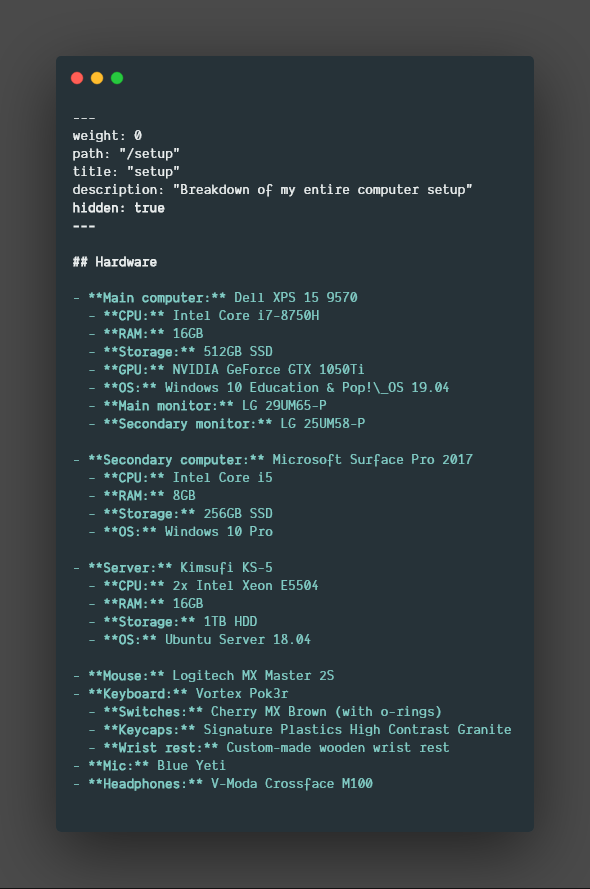 ---
weight: 0
path: "/setup"
title: "setup"
description: "Breakdown of my entire computer setup"
hidden: true
---
## Hardware
- **Main computer:** Dell XPS 15 9570
- **CPU:** Intel Core i7-8750H
- **RAM:** 16GB
- **Storage:** 512GB SSD
- **GPU:** NVIDIA GeForce GTX 1050Ti
- **OS:** Windows 10 Education & Pop!\_OS 19.04
- **Main monitor:** LG 29UM65-P
- **Secondary monitor:** LG 25UM58-P
- **Secondary computer:** Microsoft Surface Pro 2017
- **CPU:** Intel Core i5
- **RAM:** 8GB
- **Storage:** 256GB SSD
- **OS:** Windows 10 Pro
- **Server:** Kimsufi KS-5
- **CPU:** 2x Intel Xeon E5504
- **RAM:** 16GB
- **Storage:** 1TB HDD
- **OS:** Ubuntu Server 18.04
- **Mouse:** Logitech MX Master 2S
- **Keyboard:** Vortex Pok3r
- **Switches:** Cherry MX Brown (with o-rings)
- **Keycaps:** Signature Plastics High Contrast Granite
- **Wrist rest:** Custom-made wooden wrist rest
- **Mic:** Blue Yeti
- **Headphones:** V-Moda Crossface M100